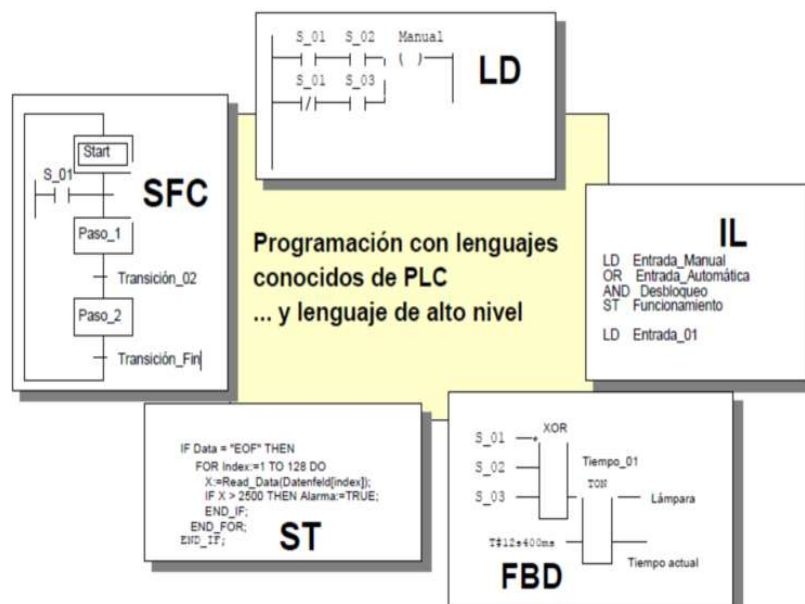 S_01 S_02 Manual
( )
S_01 S_03
LD
Start
S_01
SFC
Paso_1
Transición_02
Paso_2
Transición_Fin
Programación con lenguajes
conocidos de PLC
... y lenguaje de alto nivel
IL
LD Entrada_Manual
OR Entrada_Automática
AND Desbloqueo
ST Funcionamiento
LD Entrada_01
IF Data = "EOF" THEN
FOR Index:=1 TO 128 DO
X:=Read_Data(Datenfeld[index]);
IF X > 2500 THEN Alarma:=TRUE;
END_IF;
END_FOR;
END_IF;
ST
XOR
S_01
S_02
Tiempo_01
TON
S_03
Lámpara
T$12s400ms
Tiempo actual
FBD